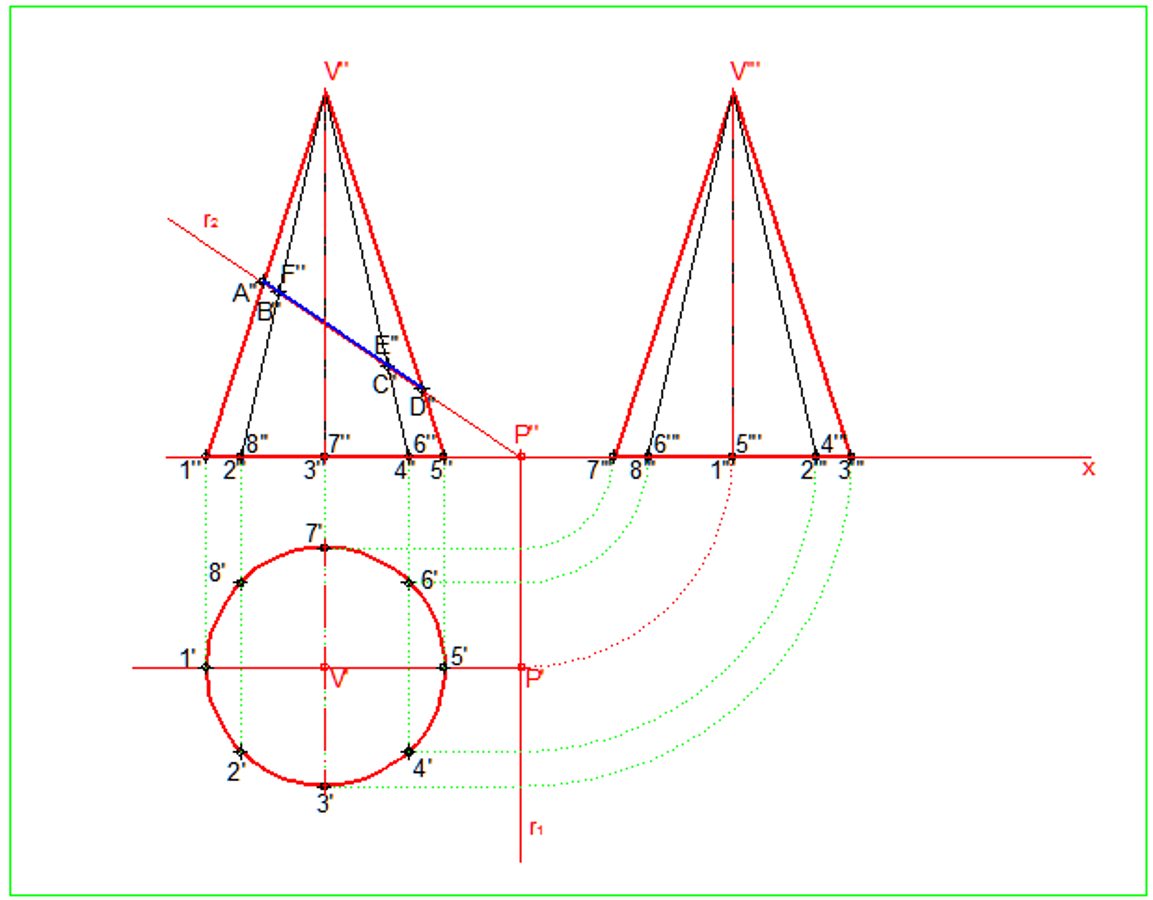 V" V'"
r₂
A" F"
B"
E"
C"
D"
P"
8" 7" 6" 6'" 5'" 4'"
1" 2" 3" 4" 5" 7'" 8'" 1'" 2'" 3'" x
7'
8' 6'
1' 5'
V' P'
2' 4'
3'
r₁